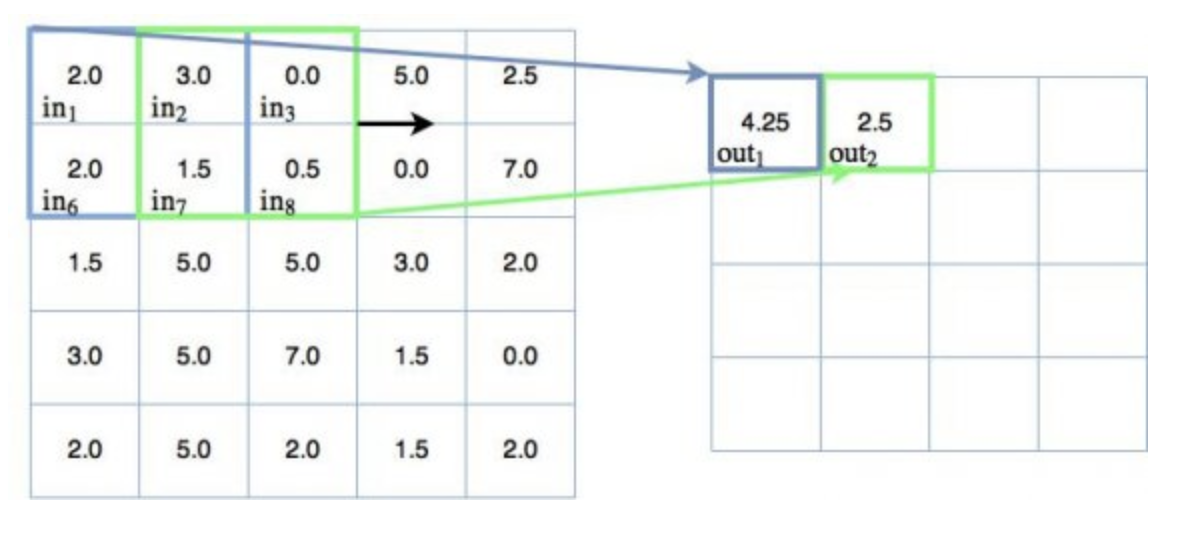 2.0 3.0 0.0 5.0 2.5
in₁ in₂ in₃
2.0 1.5 0.5 0.0 7.0
in₆ in₇ in₈
1.5 5.0 5.0 3.0 2.0
3.0 5.0 7.0 1.5 0.0
2.0 5.0 2.0 1.5 2.0
4.25 2.5
out₁ out₂